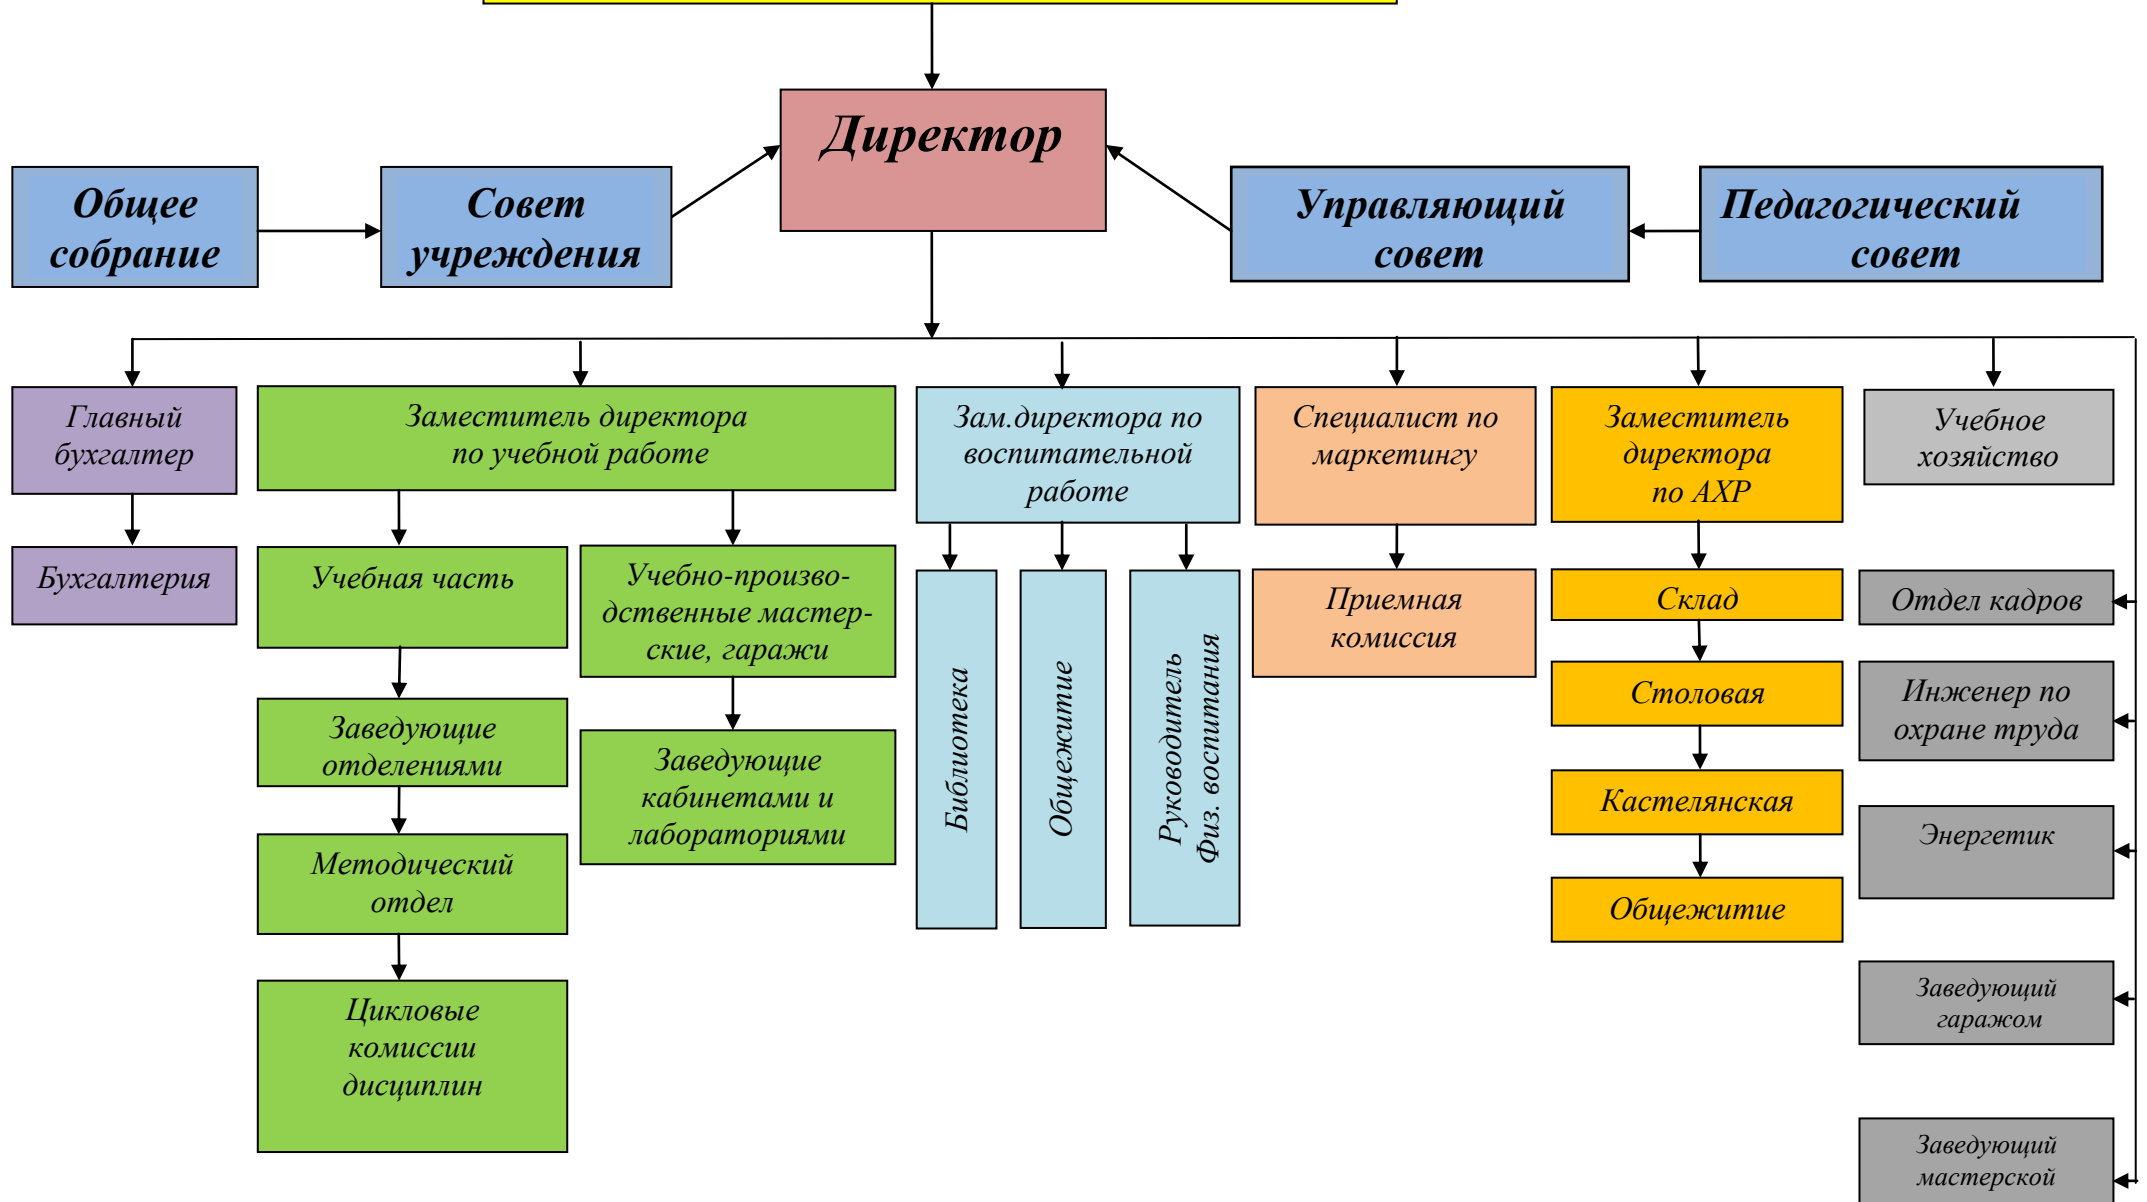 Директор
Общее
собрание
Совет
учреждения
Управляющий
совет
Педагогический
совет
Главный
бухгалтер
Заместитель директора
по учебной работе
Зам.директора по
воспитательной
работе
Специалист по
маркетингу
Заместитель
директора
по АХР
Учебное
хозяйство
Бухгалтерия
Учебная часть
Учебно-произво-
дственные мастер-
ские, гаражи
Библиотека
Общежитие
Руководитель
Физ. воспитания
Приемная
комиссия
Склад
Отдел кадров
Заведующие
отделениями
Заведующие
кабинетами и
лабораториями
Столовая
Инженер по
охране труда
Методический
отдел
Кастелянская
Энергетик
Общежитие
Цикловые
комиссии
дисциплин
Заведующий
гаражом
Заведующий
мастерской